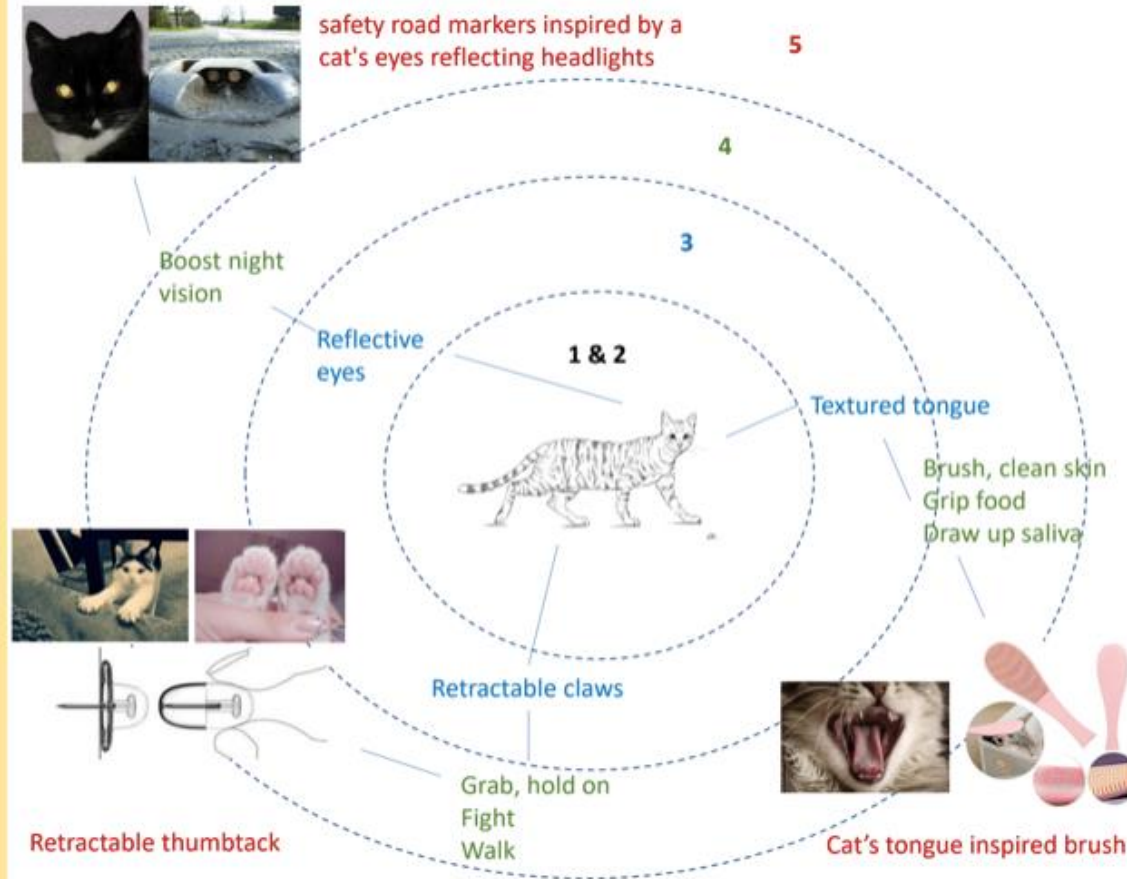 safety road markers inspired by a
cat's eyes reflecting headlights
5
4
3
Boost night
vision
Reflective
eyes
1 & 2
Textured tongue
Brush, clean skin
Grip food
Draw up saliva
Retractable claws
Grab, hold on
Fight
Walk
Retractable thumbtack
Cat's tongue inspired brush